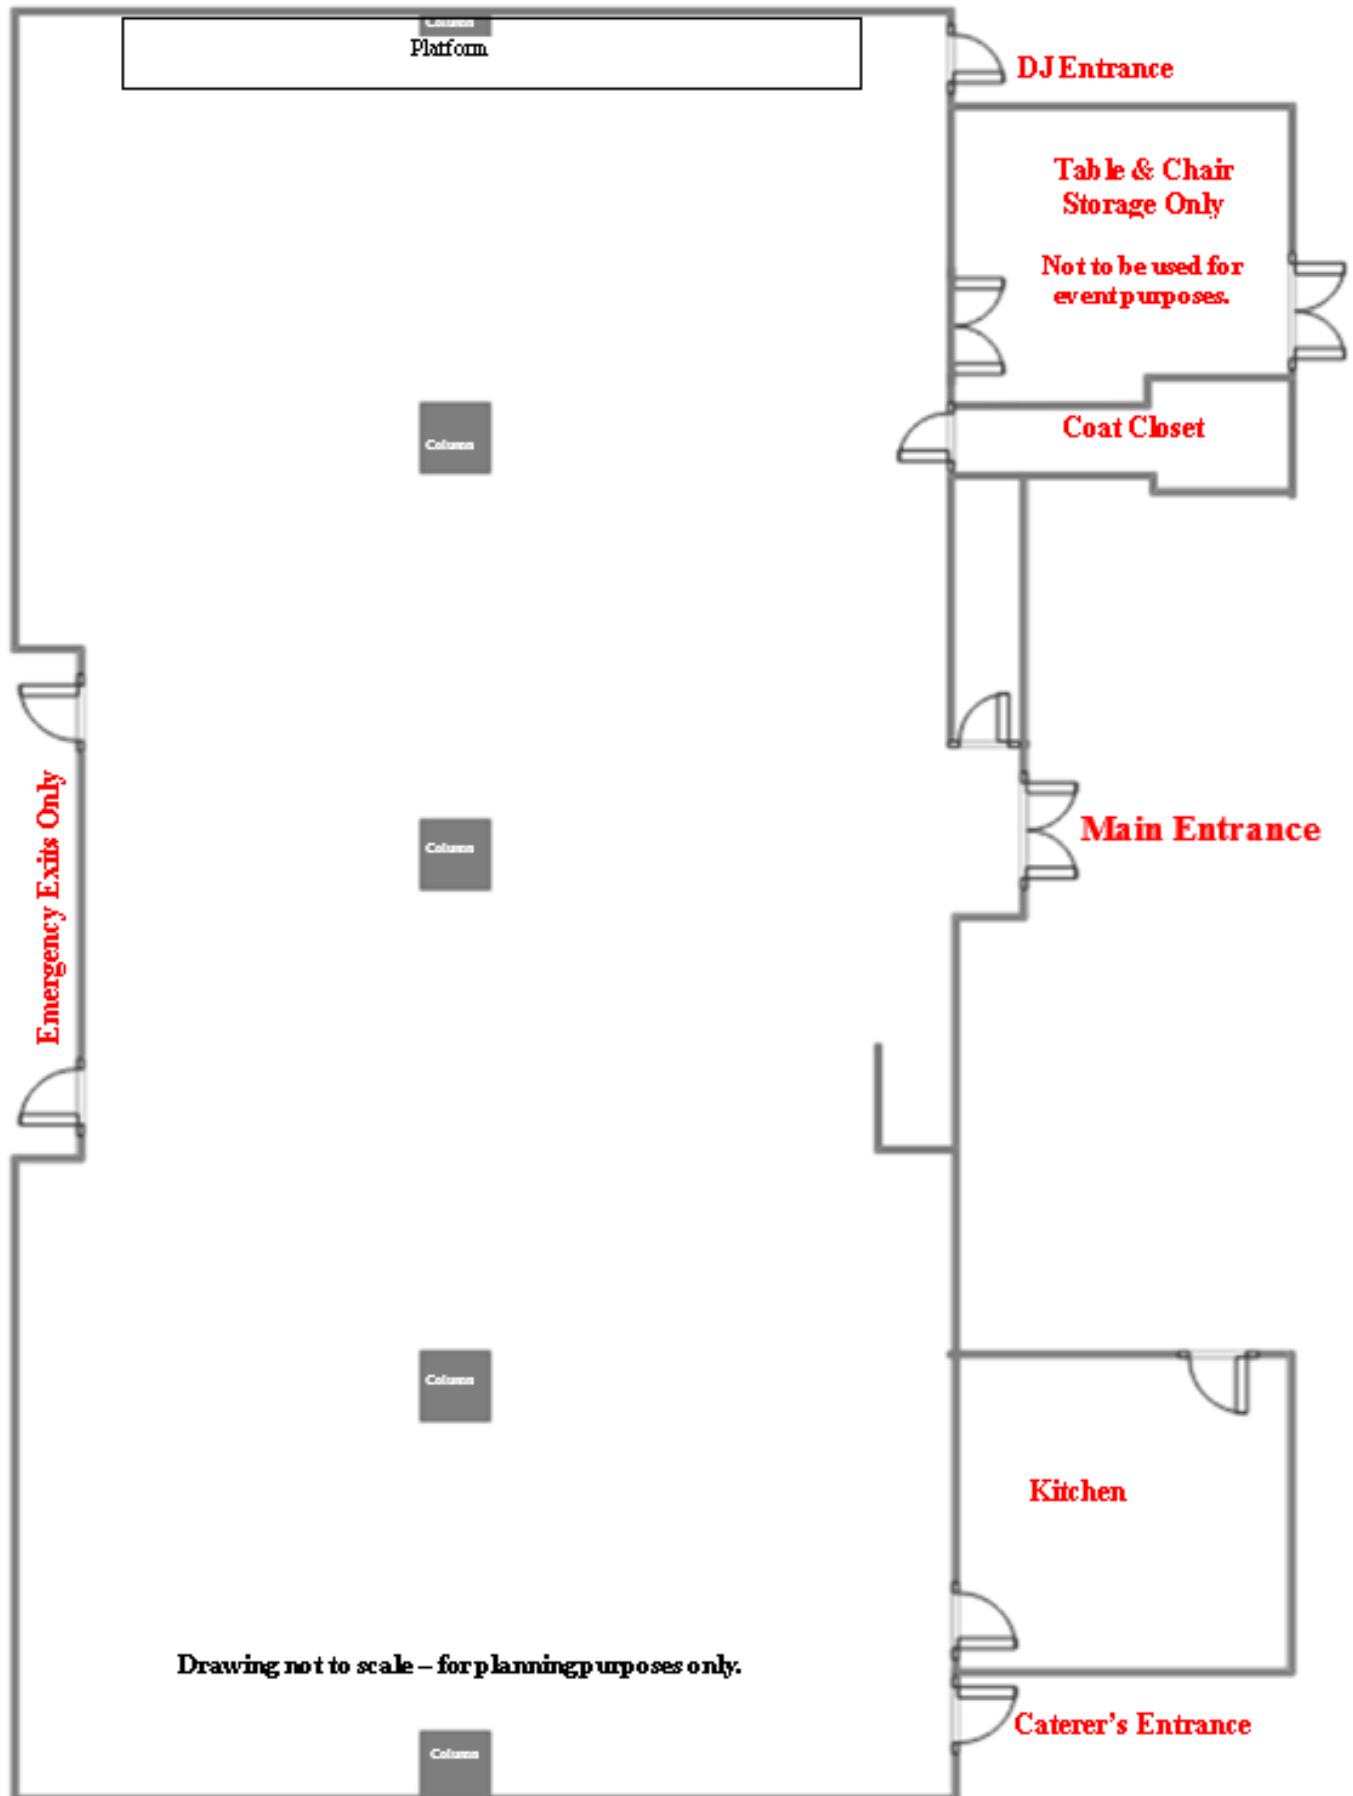 Column
Platform
DJ Entrance
Table & Chair
Storage Only
Not to be used for
event purposes.
Column
Coat Closet
Emergency Exits Only
Column
Main Entrance
Column
Kitchen
Drawing not to scale – for planning purposes only.
Caterer's Entrance
Column